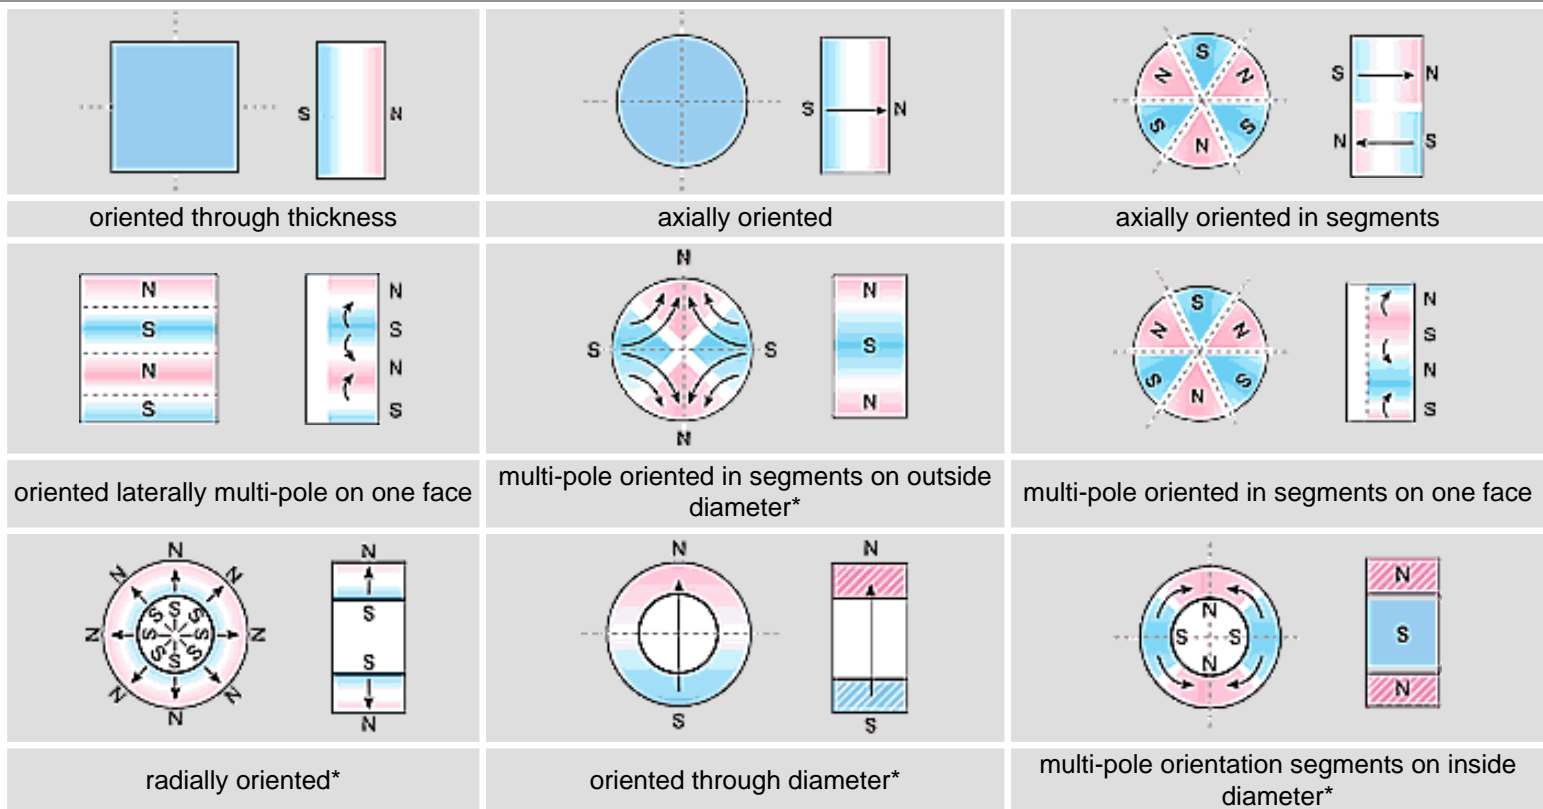 S N
S N
S N N S S N
S N
N S
oriented through thickness
axially oriented
axially oriented in segments
N S N S
N S N S
N S S N
N S N
S N N S S N
N S N S
oriented laterally multi-pole on one face
multi-pole oriented in segments on outside
diameter*
multi-pole oriented in segments on one face
N N N N N N N N
S S S S S S S S
N S S N
N S
N S
N S S N
N S N
radially oriented*
oriented through diameter*
multi-pole orientation segments on inside
diameter*